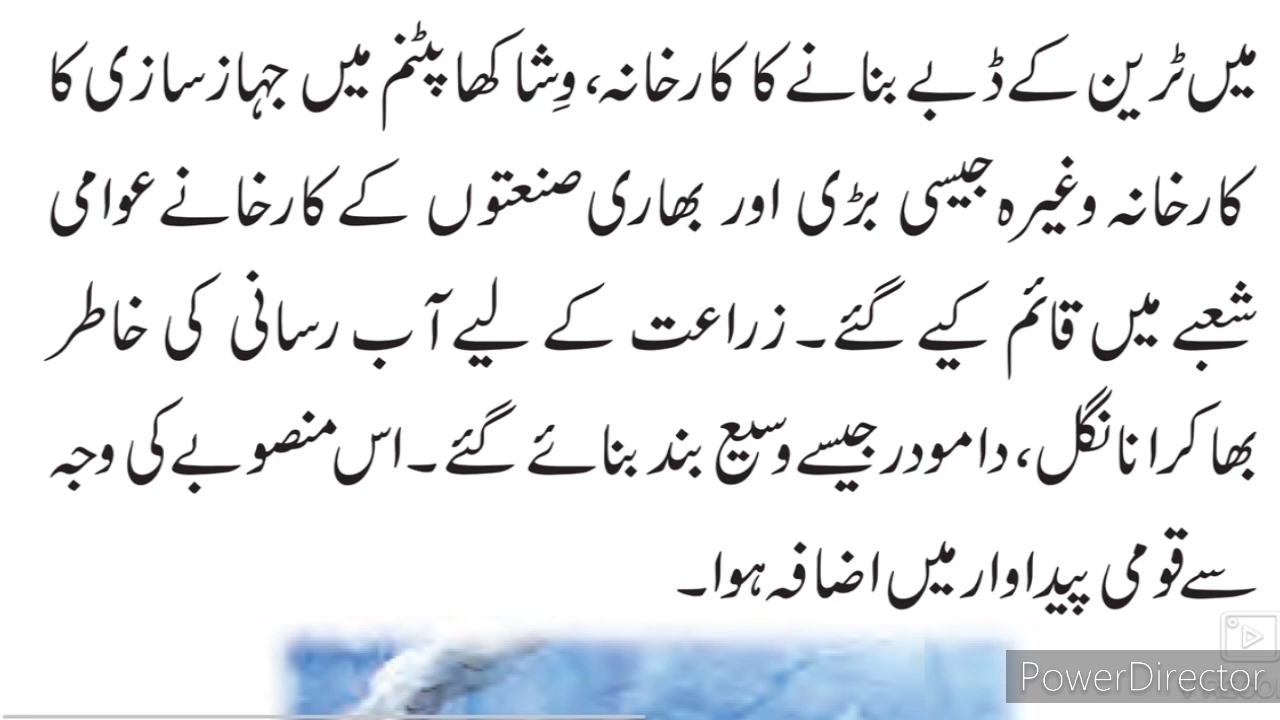 میں ٹرین کے ڈبے بنانے کا کارخانہ، وِشاکھاپٹنم میں جہاز سازی کا
کارخانہ وغیرہ جیسی بڑی اور بھاری صنعتوں کے کارخانے عوامی
شعبے میں قائم کیے گئے۔ زراعت کے لیے آب رسانی کی خاطر
بھاکرا نانگل، دامودر جیسے وسیع بند بنائے گئے۔ اس منصوبے کی وجہ
سے قومی پیداوار میں اضافہ ہوا۔
PowerDirector